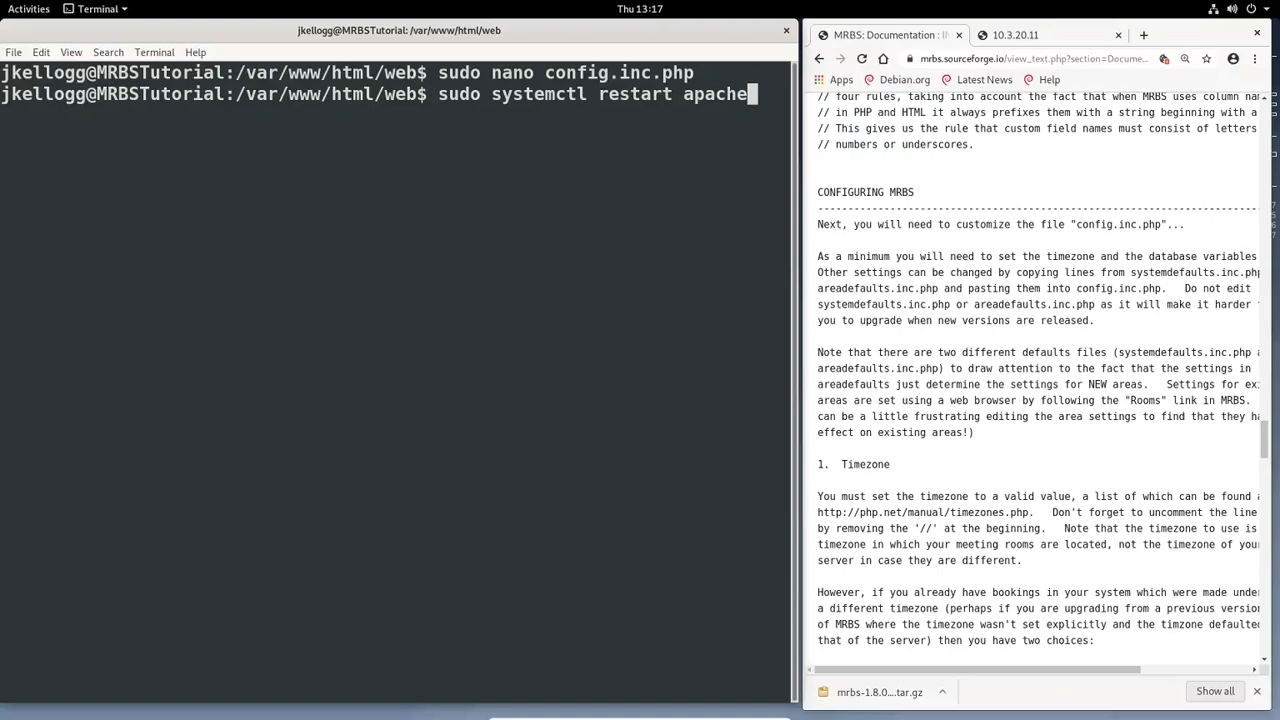 Activities Terminal Thu 13:17
jkellogg@MRBSTutorial: /var/www/html/web
File Edit View Search Terminal Help
jkellogg@MRBSTutorial:/var/www/html/web$ sudo nano config.inc.php
jkellogg@MRBSTutorial:/var/www/html/web$ sudo systemctl restart apache
MRBS: Documentation : 10.3.20.11
mrbs.sourceforge.io/view_text.php?section=Docume...
Apps Debian.org Latest News Help
// four rules, taking into account the fact that when MRBS uses column
// in PHP and HTML it always prefixes them with a string beginning with a
// This gives us the rule that custom field names must consist of letters
// numbers or underscores.
CONFIGURING MRBS
--------------------------------------------------------------------------
Next, you will need to customize the file "config.inc.php"...
As a minimum you will need to set the timezone and the database variables
Other settings can be changed by copying lines from systemdefaults.inc.php
areadefaults.inc.php and pasting them into config.inc.php. Do not edit
systemdefaults.inc.php or areadefaults.inc.php as it will make it harder
you to upgrade when new versions are released.
Note that there are two different defaults files (systemdefaults.inc.php
areadefaults.inc.php) to draw attention to the fact that the settings in
areadefaults just determine the settings for NEW areas. Settings for
areas are set using a web browser by following the "Rooms" link in MRBS.
can be a little frustrating editing the area settings to find that they
effect on existing areas!)
1. Timezone
You must set the timezone to a valid value, a list of which can be found
http://php.net/manual/timezones.php. Don't forget to uncomment the line
by removing the '//' at the beginning. Note that the timezone to use is
timezone in which your meeting rooms are located, not the timezone of
server in case they are different.
However, if you already have bookings in your system which were made
a different timezone (perhaps if you are upgrading from a previous
of MRBS where the timezone wasn't set explicitly and the timzone defaulted
that of the server) then you have two choices:
mrbs-1.8.0....tar.gz Show all